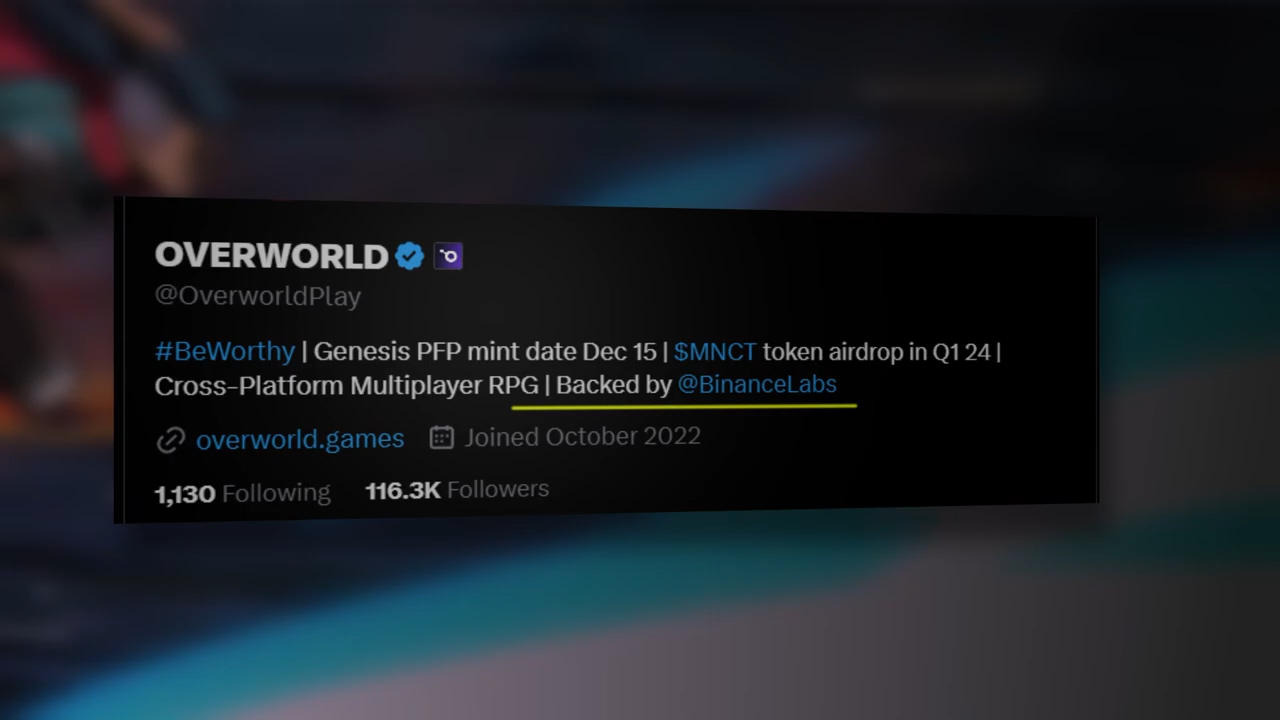 OVERWORLD
@OverworldPlay
#BeWorthy | Genesis PFP mint date Dec 15 | $MNCT token airdrop in Q1 24 |
Cross-Platform Multiplayer RPG | Backed by @BinanceLabs
overworld.games Joined October 2022
1,130 Following 116.3K Followers